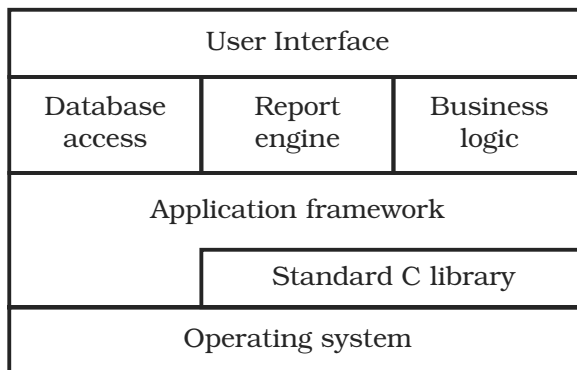 User Interface
Database
access
Report
engine
Business
logic
Application framework
Standard C library
Operating system